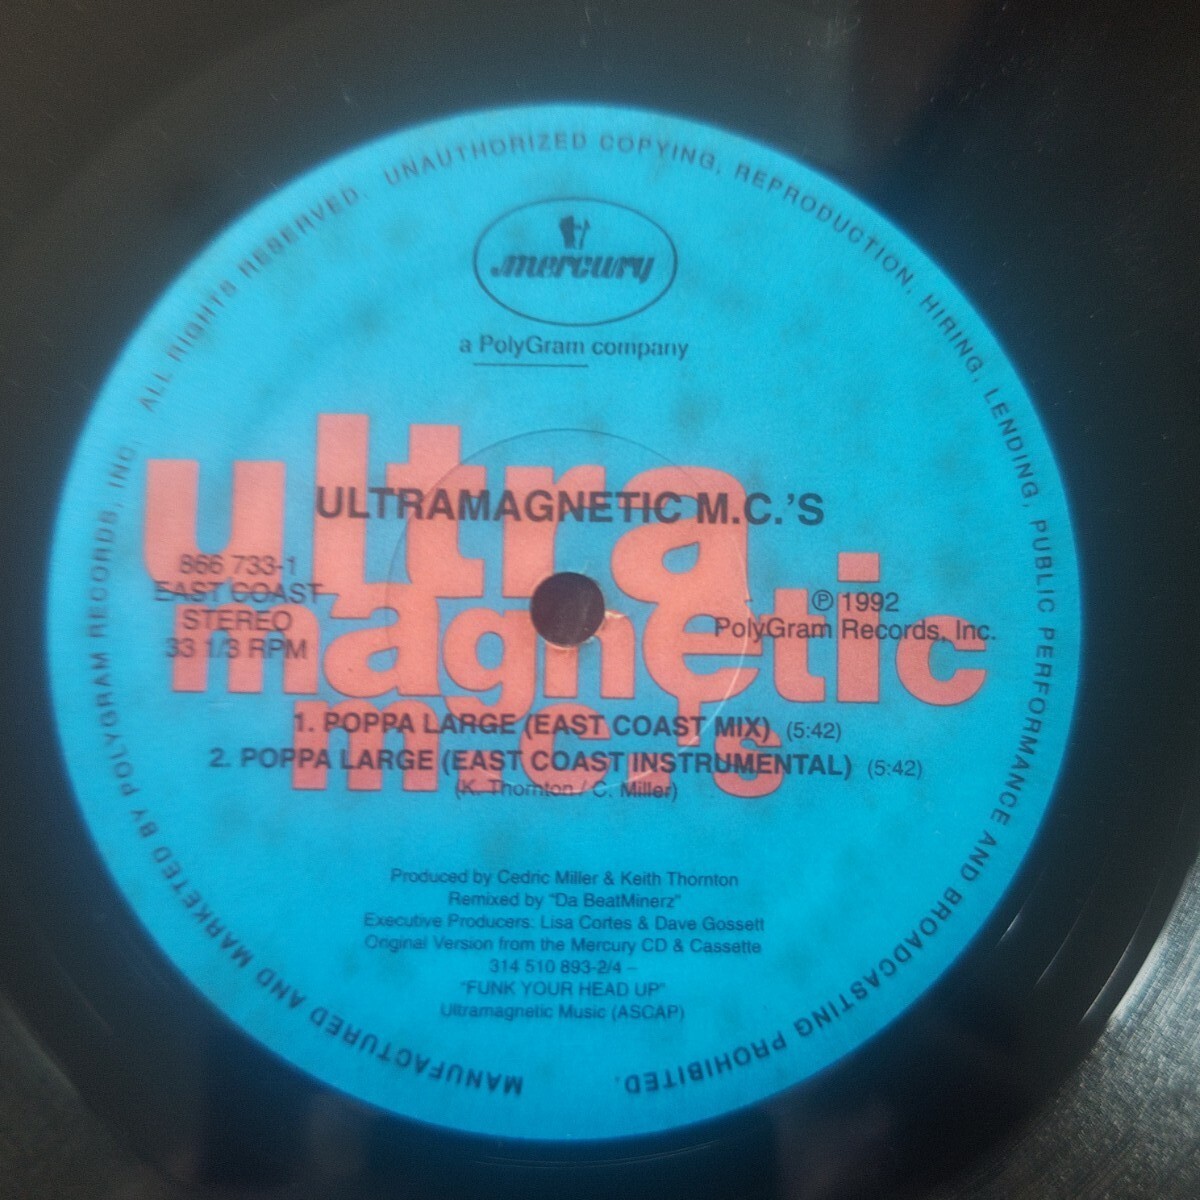 MANUFACTURED AND MARKETED BY POLYGRAM RECORDS, INC. ALL RIGHTS RESERVED. UNAUTHORIZED COPYING, REPRODUCTION, HIRING, LENDING, PUBLIC PERFORMANCE AND BROADCASTING PROHIBITED.
mercury
a PolyGram company
ultra
magnetic
m.c.'s
ULTRAMAGNETIC M.C.'S
866 733-1
EAST COAST
STEREO
33 1/3 RPM
℗ 1992
PolyGram Records, Inc.
1. POPPA LARGE (EAST COAST MIX) (5:42)
2. POPPA LARGE (EAST COAST INSTRUMENTAL) (5:42)
(K. Thornton / C. Miller)
Produced by Cedric Miller & Keith Thornton
Remixed by "Da BeatMinerz"
Executive Producers: Lisa Cortes & Dave Gossett
Original Version from the Mercury CD & Cassette
314 510 893-2/4 –
"FUNK YOUR HEAD UP"
Ultramagnetic Music (ASCAP)